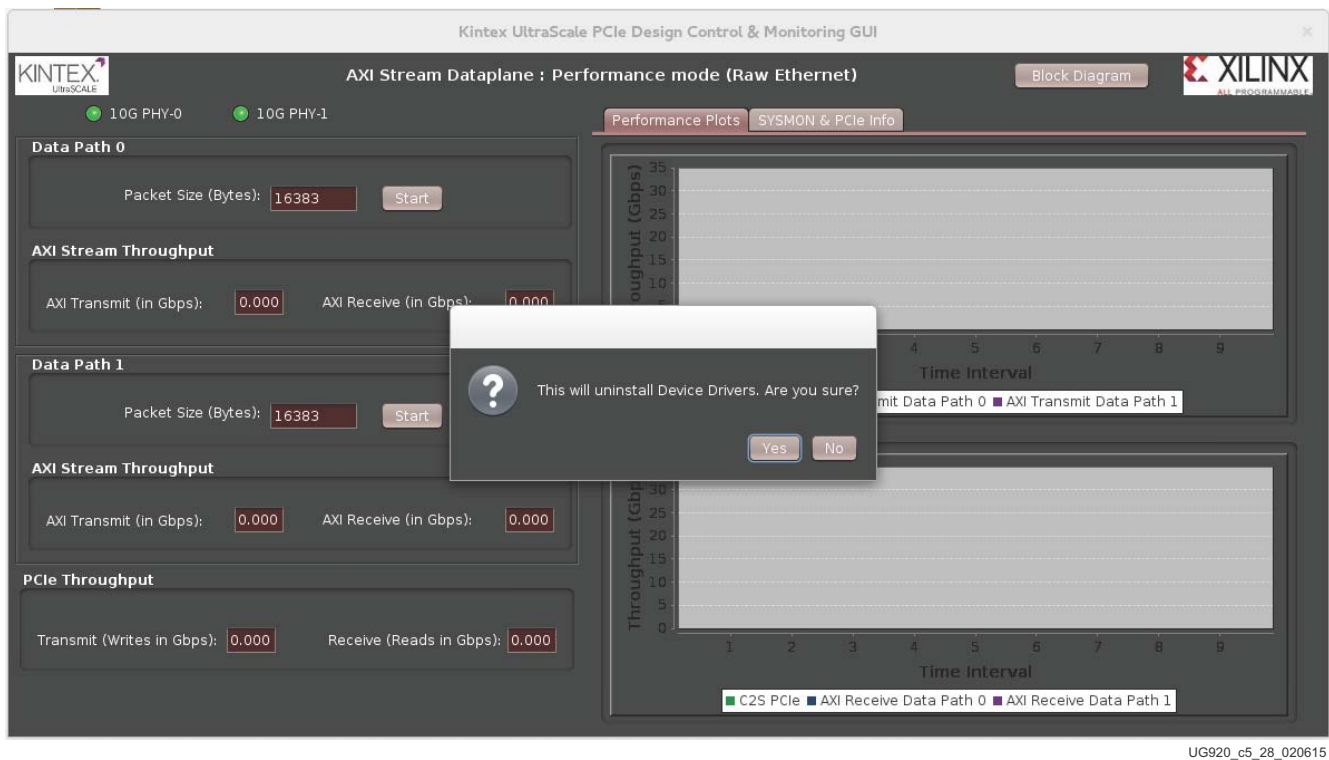 Kintex UltraScale PCIe Design Control & Monitoring GUI
KINTEX
UltraSCALE
AXI Stream Dataplane : Performance mode (Raw Ethernet)
Block Diagram
XILINX
ALL PROGRAMMABLE
10G PHY-0 10G PHY-1
Performance Plots SYSMON & PCIe Info
Data Path 0
Packet Size (Bytes): 16383 Start
AXI Stream Throughput
AXI Transmit (in Gbps): 0.000 AXI Receive (in Gbps): 0.000
Data Path 1
Packet Size (Bytes): 16383 Start
AXI Stream Throughput
AXI Transmit (in Gbps): 0.000 AXI Receive (in Gbps): 0.000
PCIe Throughput
Transmit (Writes in Gbps): 0.000 Receive (Reads in Gbps): 0.000
This will uninstall Device Drivers. Are you sure?
Yes No
(Gbps)
35
30
25
20
15
10
4 5 6 7 8 9
Time Interval
Data Path 0 AXI Transmit Data Path 1
Throughput
30
25
20
15
10
5
0
1 2 3 4 5 6 7 8 9
Time Interval
C2S PCIe AXI Receive Data Path 0 AXI Receive Data Path 1
UG920_c5_28_020615